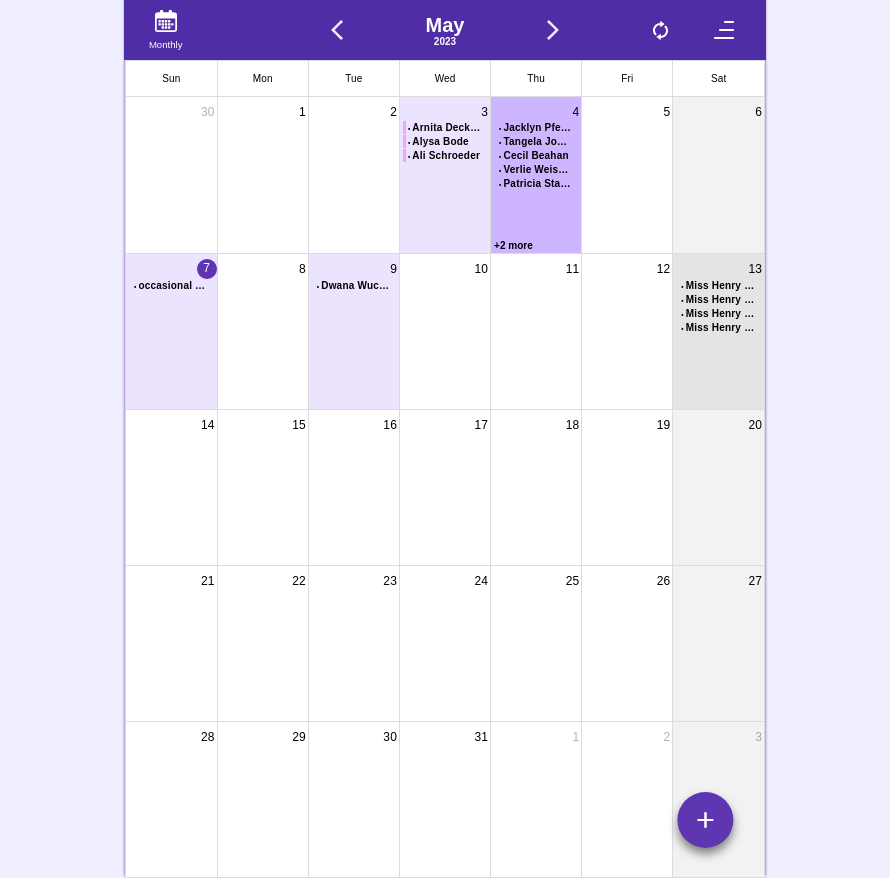 Monthly
May
2023
Sun Mon Tue Wed Thu Fri Sat
30 1 2 3 4 5 6
Arnita Deck...
Alysa Bode
Ali Schroeder
Jacklyn Pfe...
Tangela Jo...
Cecil Beahan
Verlie Weis...
Patricia Sta...
+2 more
7 8 9 10 11 12 13
occasional ...
Dwana Wuc...
Miss Henry ...
Miss Henry ...
Miss Henry ...
Miss Henry ...
14 15 16 17 18 19 20
21 22 23 24 25 26 27
28 29 30 31 1 2 3
+